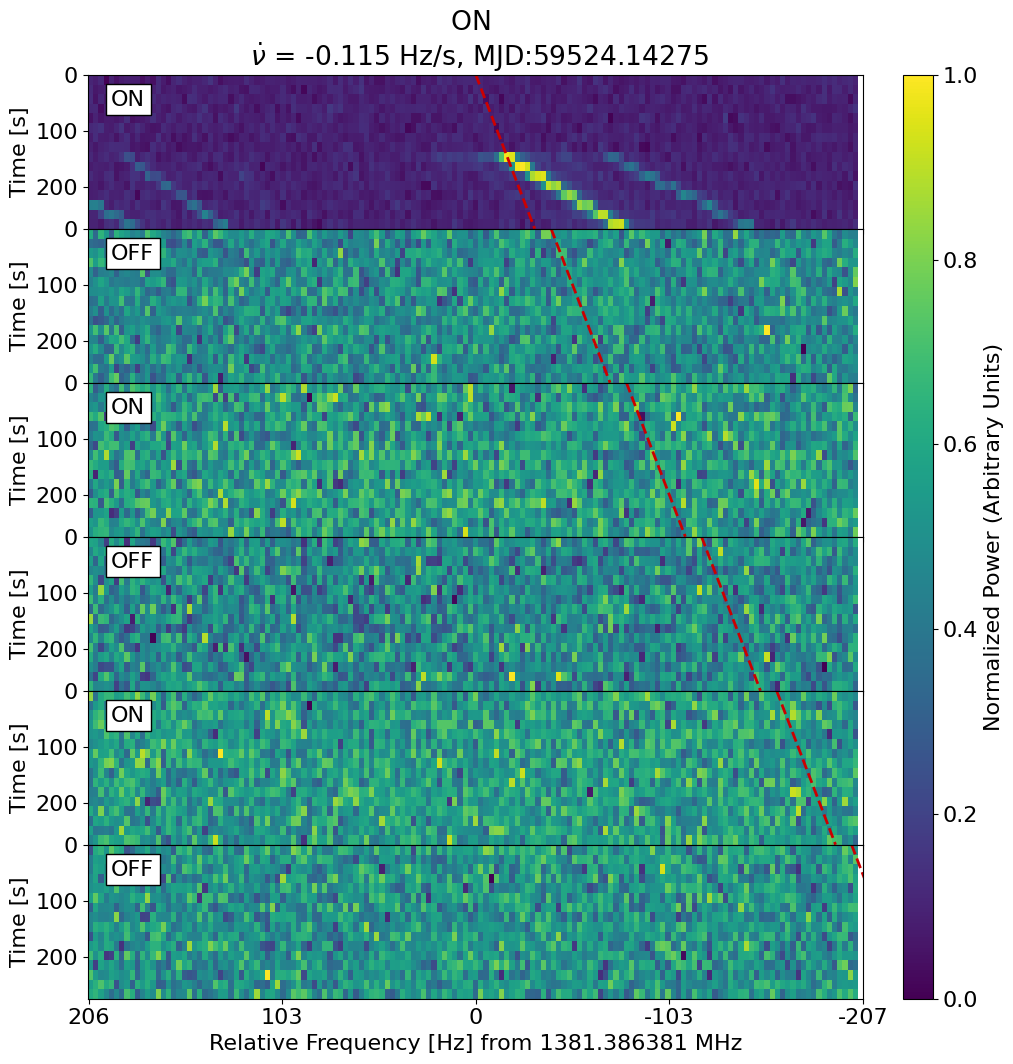 ON
ν̇ = -0.115 Hz/s, MJD:59524.14275
ON
OFF
ON
OFF
ON
OFF
Time [s]
0
100
200
Time [s]
0
100
200
Time [s]
0
100
200
Time [s]
0
100
200
Time [s]
0
100
200
Time [s]
0
100
200
206
103
0
-103
-207
Relative Frequency [Hz] from 1381.386381 MHz
1.0
0.8
0.6
0.4
0.2
0.0
Normalized Power (Arbitrary Units)